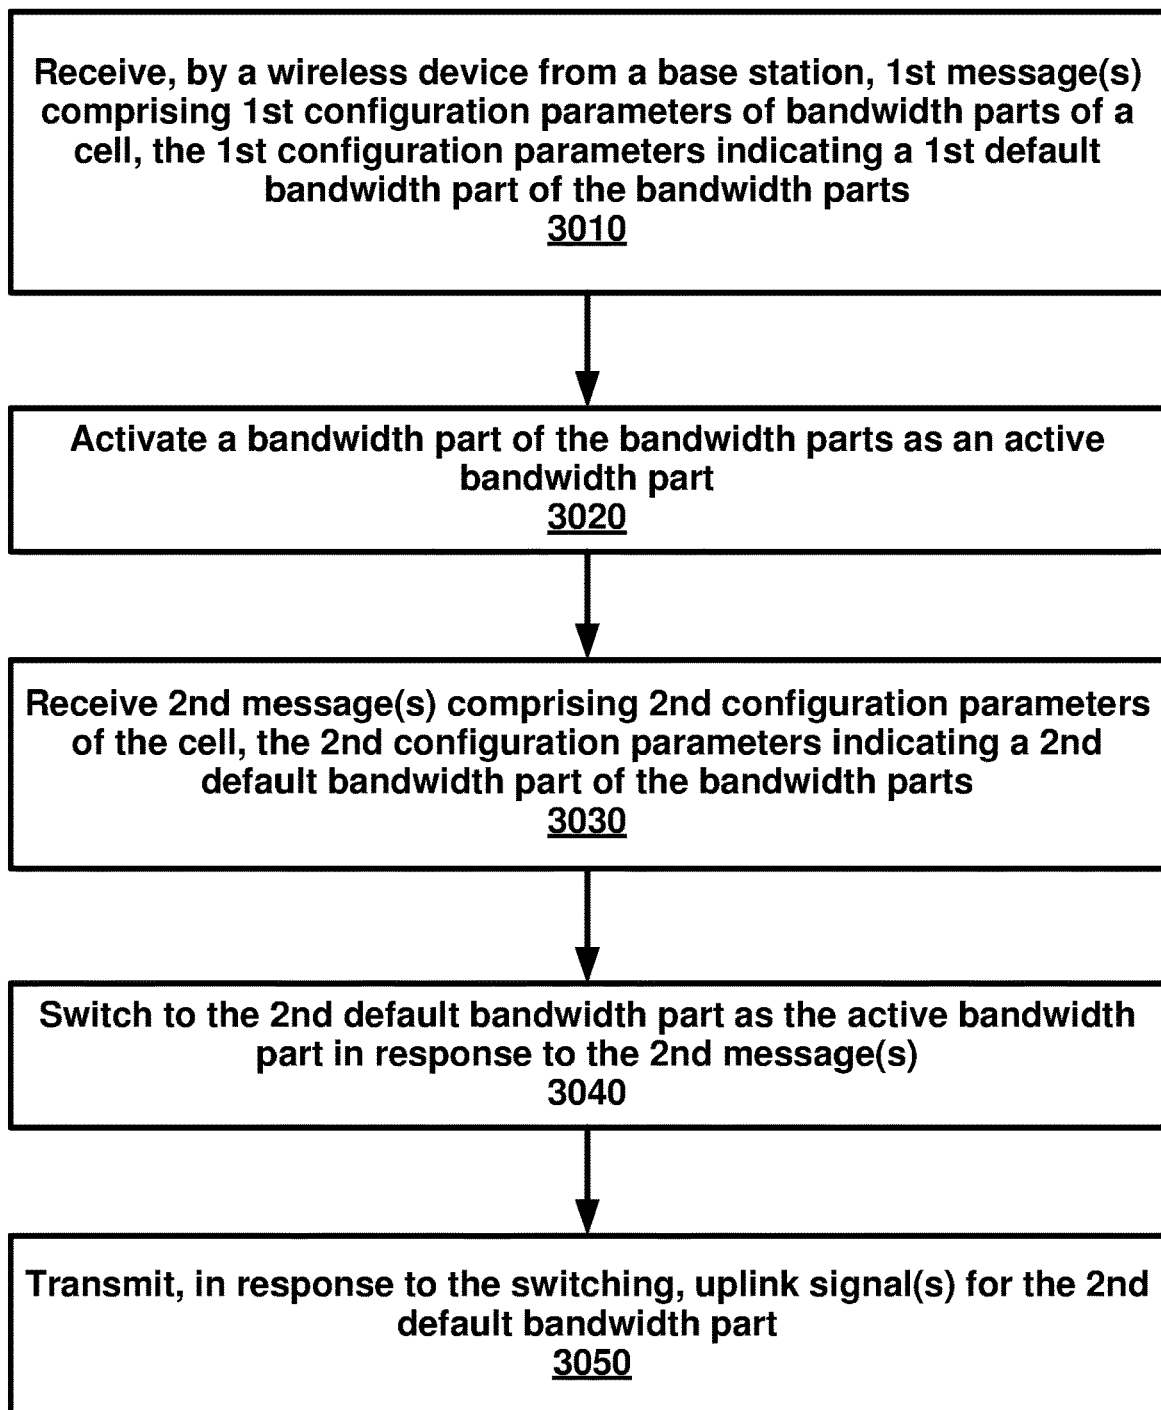 Receive, by a wireless device from a base station, 1st message(s)
comprising 1st configuration parameters of bandwidth parts of a
cell, the 1st configuration parameters indicating a 1st default
bandwidth part of the bandwidth parts
3010
Activate a bandwidth part of the bandwidth parts as an active
bandwidth part
3020
Receive 2nd message(s) comprising 2nd configuration parameters
of the cell, the 2nd configuration parameters indicating a 2nd
default bandwidth part of the bandwidth parts
3030
Switch to the 2nd default bandwidth part as the active bandwidth
part in response to the 2nd message(s)
3040
Transmit, in response to the switching, uplink signal(s) for the 2nd
default bandwidth part
3050